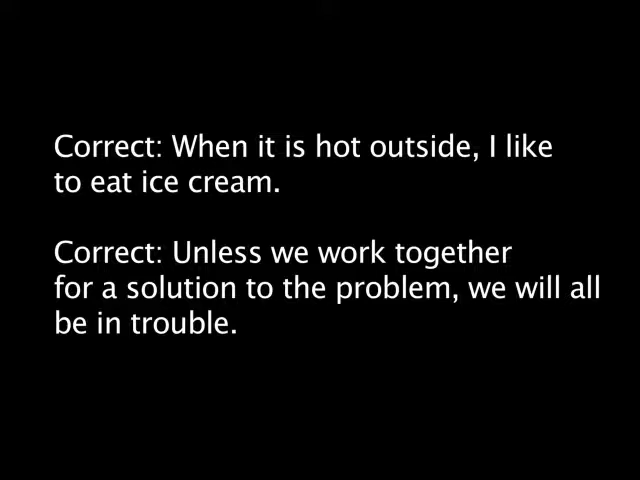 Correct: When it is hot outside, I like
to eat ice cream.
Correct: Unless we work together
for a solution to the problem, we will all
be in trouble.